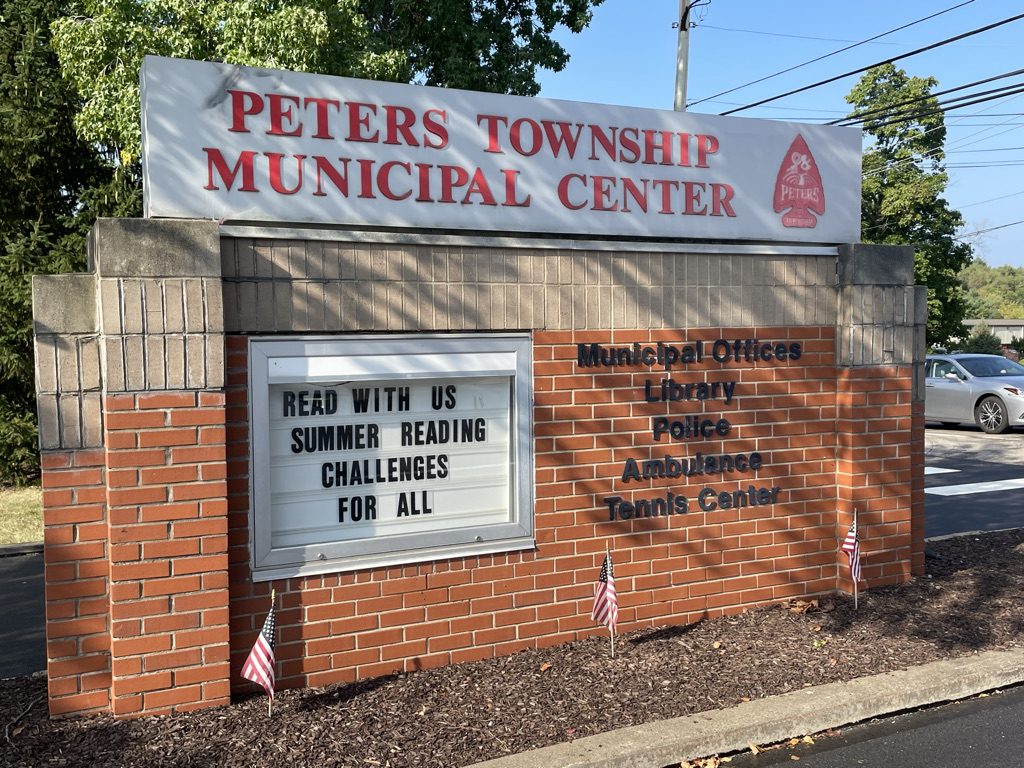 PETERS TOWNSHIP
MUNICIPAL CENTER
PETERS
READ WITH US
SUMMER READING
CHALLENGES
FOR ALL
Municipal Offices
Library
Police
Ambulance
Tennis Center